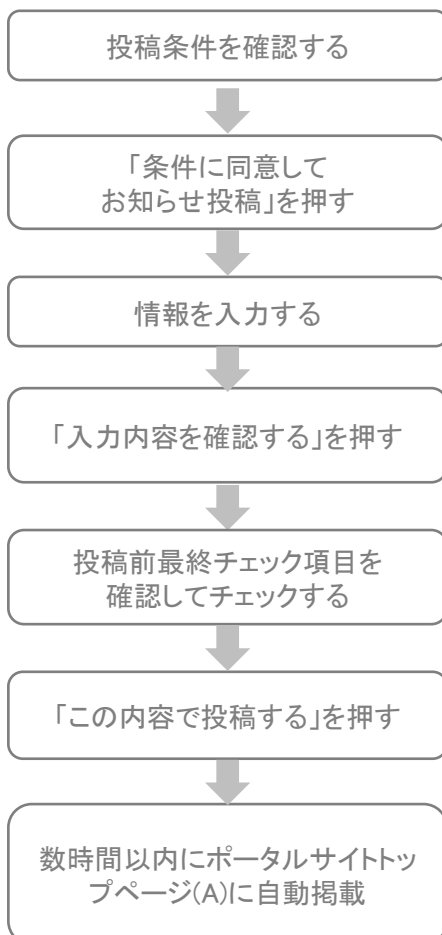 投稿条件を確認する
「条件に同意して
お知らせ投稿」を押す
情報を入力する
「入力内容を確認する」を押す
投稿前最終チェック項目を
確認してチェックする
「この内容で投稿する」を押す
数時間以内にポータルサイトトッ
プページ(A)に自動掲載